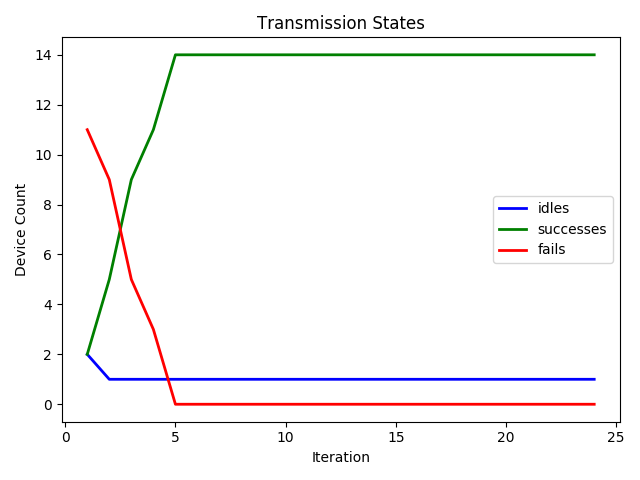 Transmission States
Device Count
14
12
10
8
6
4
2
0
idles
successes
fails
0 5 10 15 20 25
Iteration